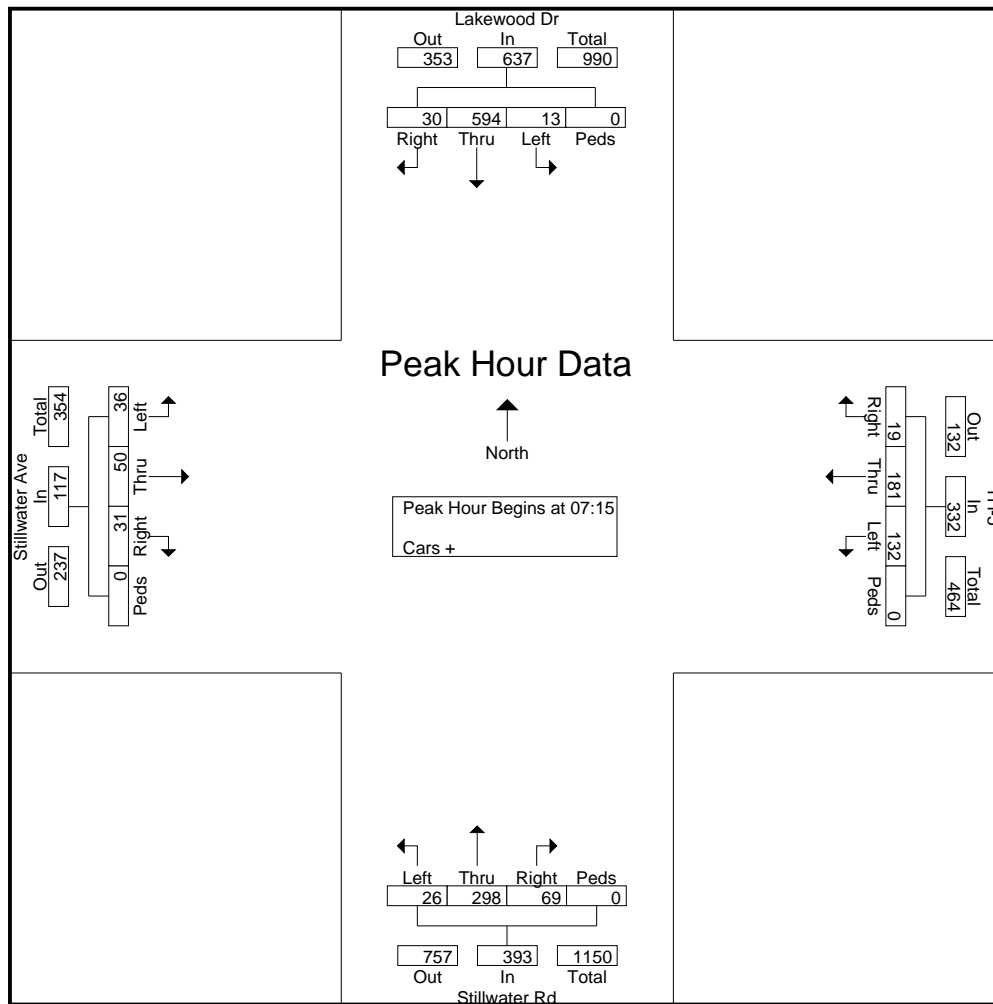 Lakewood Dr
Out In Total
353 637 990
30 594 13 0
Right Thru Left Peds
Peak Hour Data
North
Peak Hour Begins at 07:15
Cars +
Stillwater Ave
Out In Total
237 117 354
36 50 31 0
Left Thru Right Peds
Out In Total
132 332 464
19 181 132 0
Right Thru Left Peds
Left Thru Right Peds
26 298 69 0
757 393 1150
Out In Total
Stillwater Rd